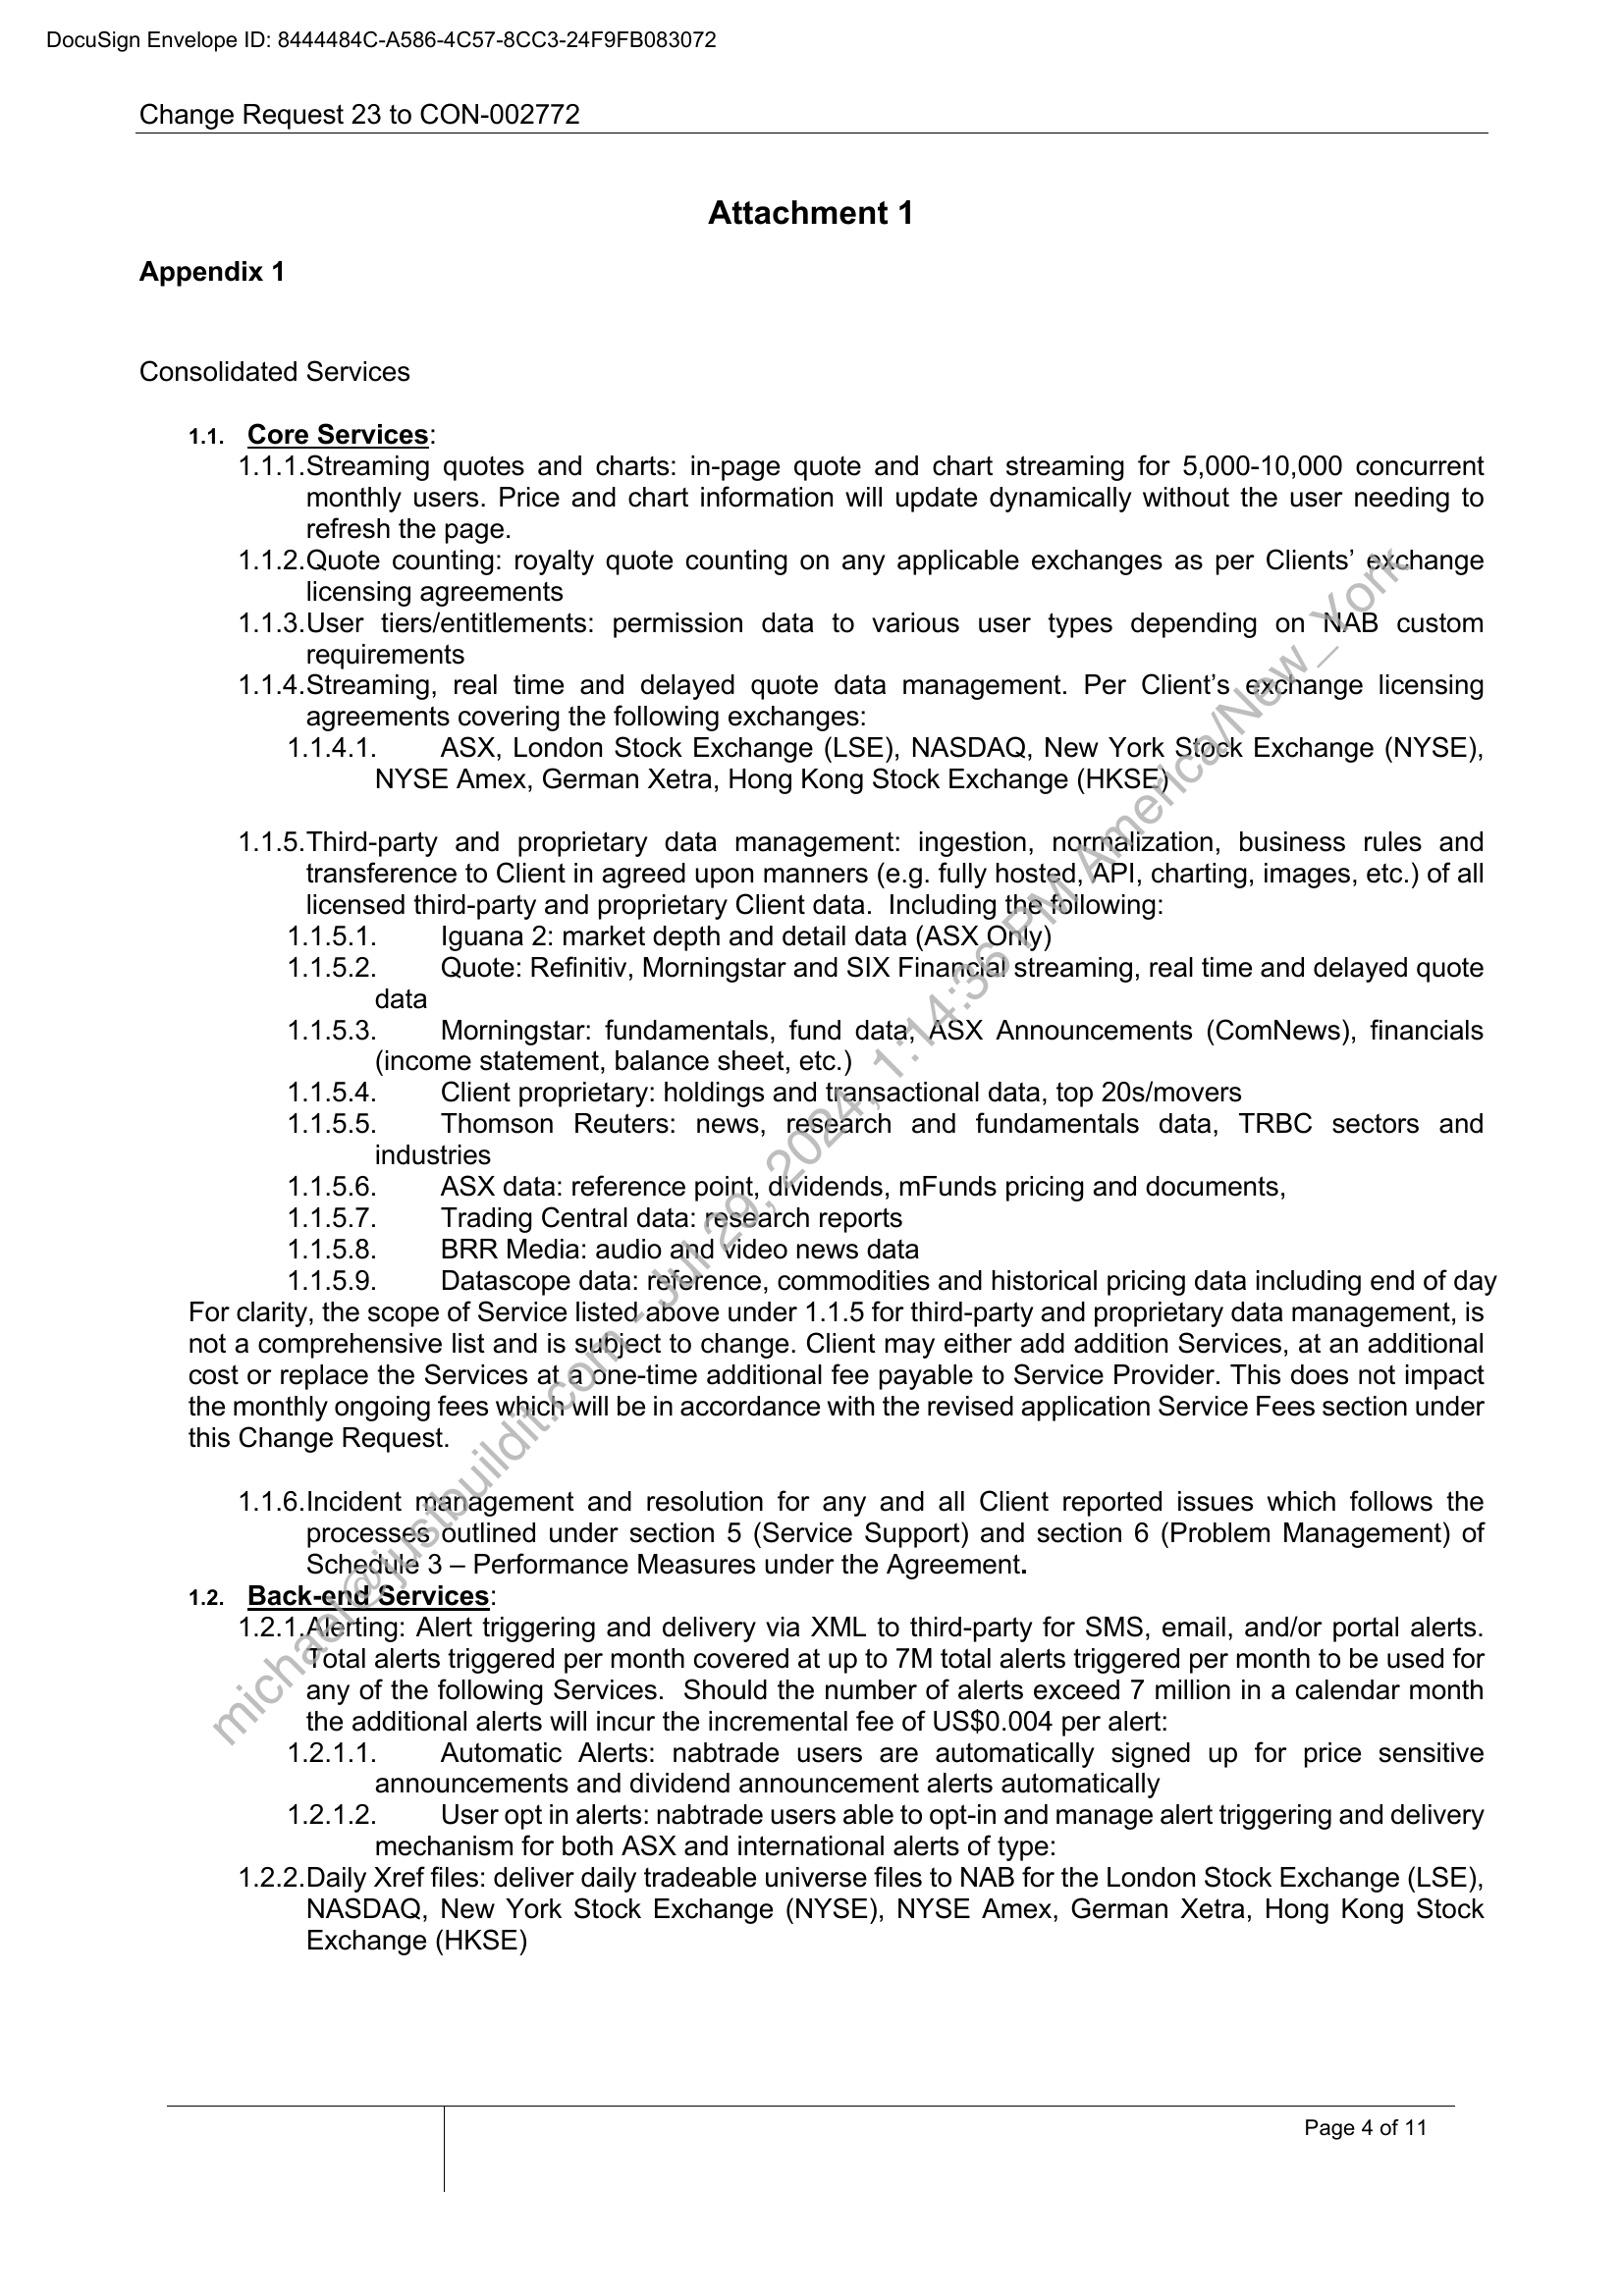 DocuSign Envelope ID: 8444484C-A586-4C57-8CC3-24F9FB083072
Change Request 23 to CON-002772
Attachment 1
Appendix 1
Consolidated Services
1.1. Core Services:
1.1.1.Streaming quotes and charts: in-page quote and chart streaming for 5,000-10,000 concurrent
monthly users. Price and chart information will update dynamically without the user needing to
refresh the page.
1.1.2.Quote counting: royalty quote counting on any applicable exchanges as per Clients’ exchange
licensing agreements
1.1.3.User tiers/entitlements: permission data to various user types depending on NAB custom
requirements
1.1.4.Streaming, real time and delayed quote data management. Per Client’s exchange licensing
agreements covering the following exchanges:
1.1.4.1. ASX, London Stock Exchange (LSE), NASDAQ, New York Stock Exchange (NYSE),
NYSE Amex, German Xetra, Hong Kong Stock Exchange (HKSE)
1.1.5.Third-party and proprietary data management: ingestion, normalization, business rules and
transference to Client in agreed upon manners (e.g. fully hosted, API, charting, images, etc.) of all
licensed third-party and proprietary Client data.  Including the following:
1.1.5.1. Iguana 2: market depth and detail data (ASX Only)
1.1.5.2. Quote: Refinitiv, Morningstar and SIX Financial streaming, real time and delayed quote
data
1.1.5.3. Morningstar: fundamentals, fund data, ASX Announcements (ComNews), financials
(income statement, balance sheet, etc.)
1.1.5.4. Client proprietary: holdings and transactional data, top 20s/movers
1.1.5.5. Thomson Reuters: news, research and fundamentals data, TRBC sectors and
industries
1.1.5.6. ASX data: reference point, dividends, mFunds pricing and documents,
1.1.5.7. Trading Central data: research reports
1.1.5.8. BRR Media: audio and video news data
1.1.5.9. Datascope data: reference, commodities and historical pricing data including end of day
For clarity, the scope of Service listed above under 1.1.5 for third-party and proprietary data management, is
not a comprehensive list and is subject to change. Client may either add addition Services, at an additional
cost or replace the Services at a one-time additional fee payable to Service Provider. This does not impact
the monthly ongoing fees which will be in accordance with the revised application Service Fees section under
this Change Request.
1.1.6.Incident management and resolution for any and all Client reported issues which follows the
processes outlined under section 5 (Service Support) and section 6 (Problem Management) of
Schedule 3 – Performance Measures under the Agreement.
1.2. Back-end Services:
1.2.1.Alerting: Alert triggering and delivery via XML to third-party for SMS, email, and/or portal alerts.
Total alerts triggered per month covered at up to 7M total alerts triggered per month to be used for
any of the following Services.  Should the number of alerts exceed 7 million in a calendar month
the additional alerts will incur the incremental fee of US$0.004 per alert:
1.2.1.1. Automatic Alerts: nabtrade users are automatically signed up for price sensitive
announcements and dividend announcement alerts automatically
1.2.1.2. User opt in alerts: nabtrade users able to opt-in and manage alert triggering and delivery
mechanism for both ASX and international alerts of type:
1.2.2.Daily Xref files: deliver daily tradeable universe files to NAB for the London Stock Exchange (LSE),
NASDAQ, New York Stock Exchange (NYSE), NYSE Amex, German Xetra, Hong Kong Stock
Exchange (HKSE)
michael@justbuildit.com - Jul 29, 2024, 1:14:36 PM America/New_York
Page 4 of 11